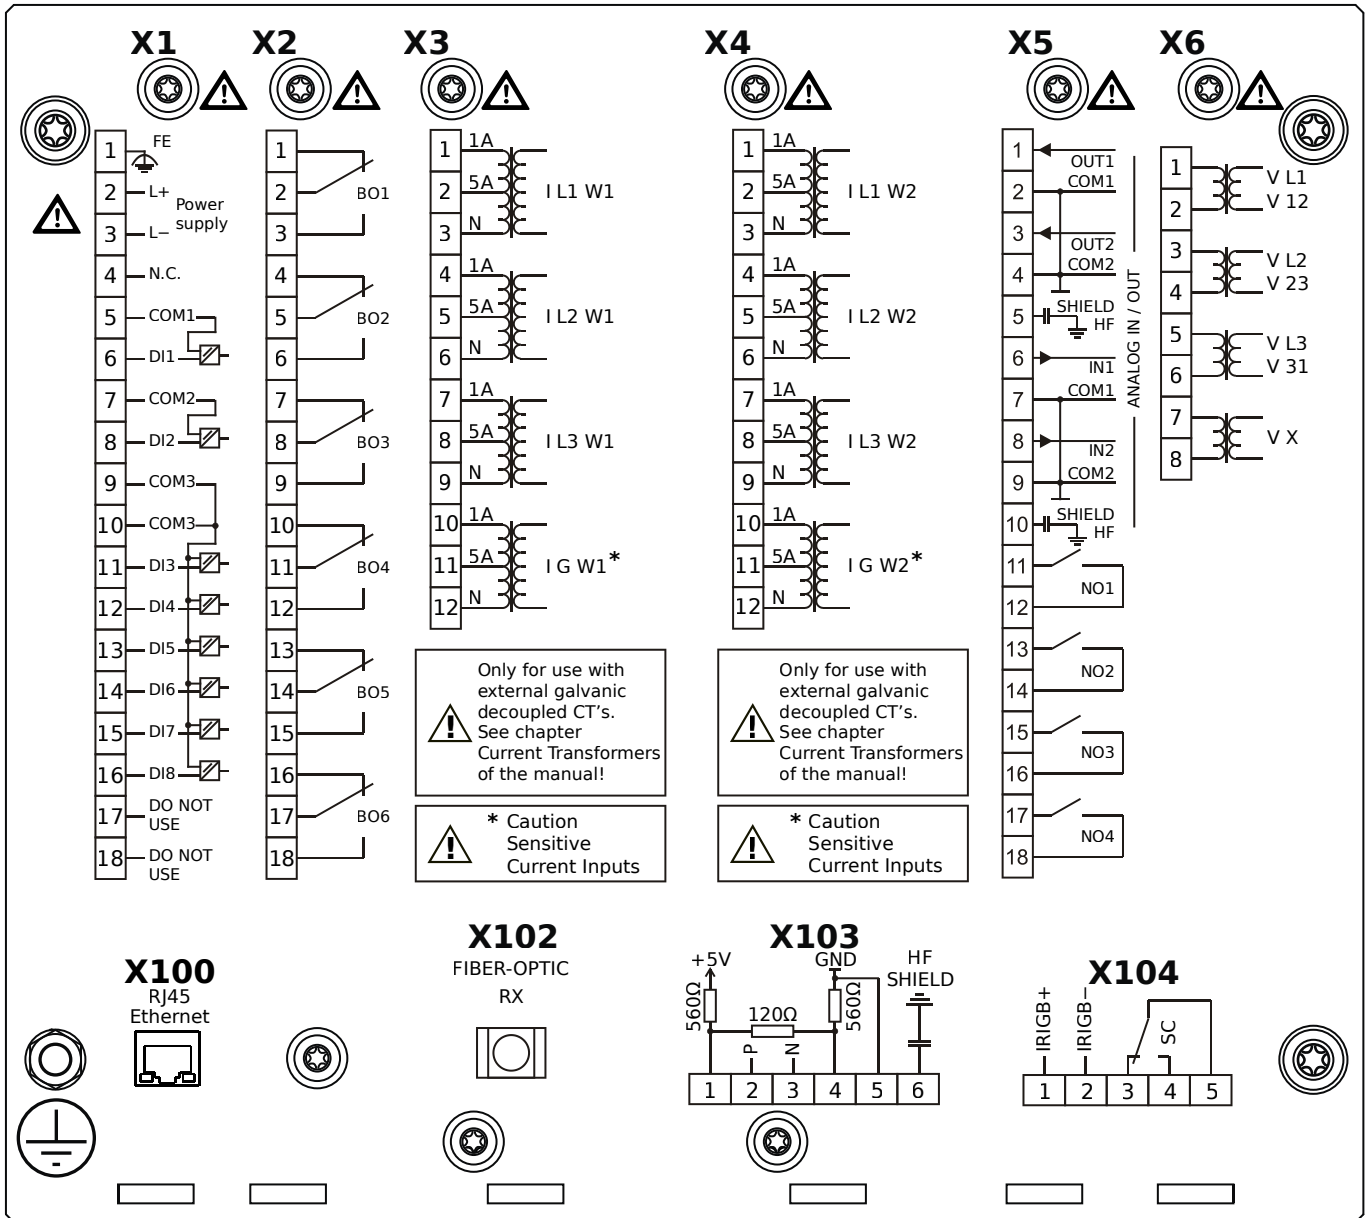 X1
X2
X3
X4
X5
X6
1
FE
2
L+
Power
supply
3
L−
4
N.C.
5
COM1
6
DI1
7
COM2
8
DI2
9
COM3
10
COM3
11
DI3
12
DI4
13
DI5
14
DI6
15
DI7
16
DI8
17
DO NOT
USE
18
DO NOT
USE
1
2
BO1
3
4
5
BO2
6
7
8
BO3
9
10
11
BO4
12
13
14
BO5
15
16
17
BO6
18
1
1A
2
5A
I L1 W1
3
N
4
1A
5
5A
I L2 W1
6
N
7
1A
8
5A
I L3 W1
9
N
10
1A
11
5A
I G W1*
12
N
Only for use with
external galvanic
decoupled CT's.
See chapter
Current Transformers
of the manual!
* Caution
Sensitive
Current Inputs
1
1A
2
5A
I L1 W2
3
N
4
1A
5
5A
I L2 W2
6
N
7
1A
8
5A
I L3 W2
9
N
10
1A
11
5A
I G W2*
12
N
Only for use with
external galvanic
decoupled CT's.
See chapter
Current Transformers
of the manual!
* Caution
Sensitive
Current Inputs
1
OUT1
2
COM1
3
OUT2
4
COM2
5
SHIELD
HF
6
IN1
7
COM1
8
IN2
9
COM2
10
SHIELD
HF
ANALOG IN / OUT
11
NO1
12
13
NO2
14
15
NO3
16
17
NO4
18
1
V L1
2
V 12
3
V L2
4
V 23
5
V L3
6
V 31
7
V X
8
X100
RJ45
Ethernet
X102
FIBER-OPTIC
RX
X103
+5V
GND
HF
SHIELD
560Ω
120Ω
560Ω
P
N
1
2
3
4
5
6
X104
IRIGB+
IRIGB−
SC
1
2
3
4
5